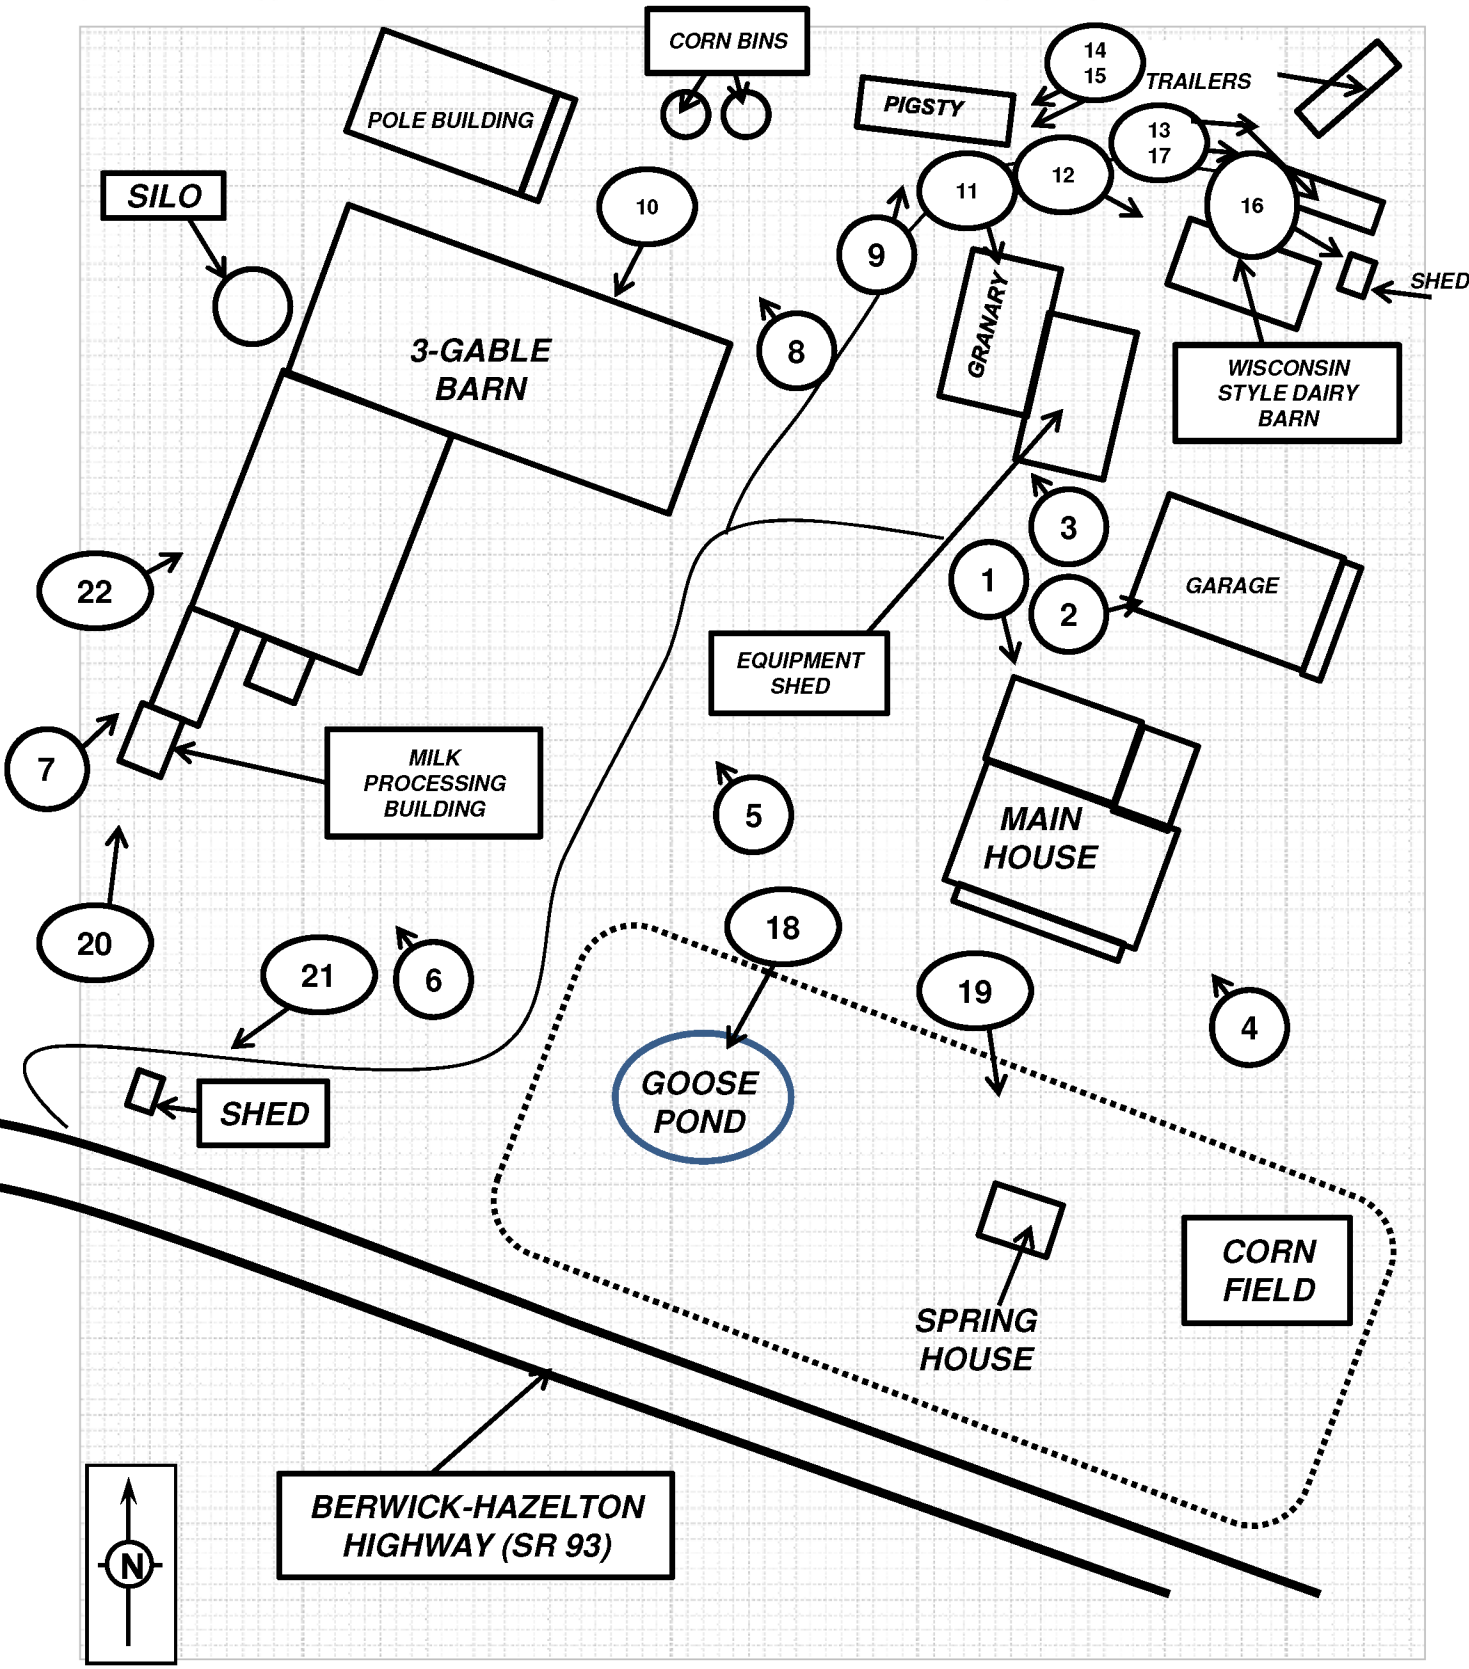 CORN BINS
14
15
TRAILERS
PIGSTY
POLE BUILDING
13
17
12
11
16
SILO
10
9
SHED
GRANARY
8
3-GABLE
BARN
WISCONSIN
STYLE DAIRY
BARN
3
1
2
GARAGE
22
EQUIPMENT
SHED
7
MILK
PROCESSING
BUILDING
5
MAIN
HOUSE
18
20
21
6
19
4
GOOSE
POND
SHED
CORN
FIELD
SPRING
HOUSE
BERWICK-HAZELTON
HIGHWAY (SR 93)
N